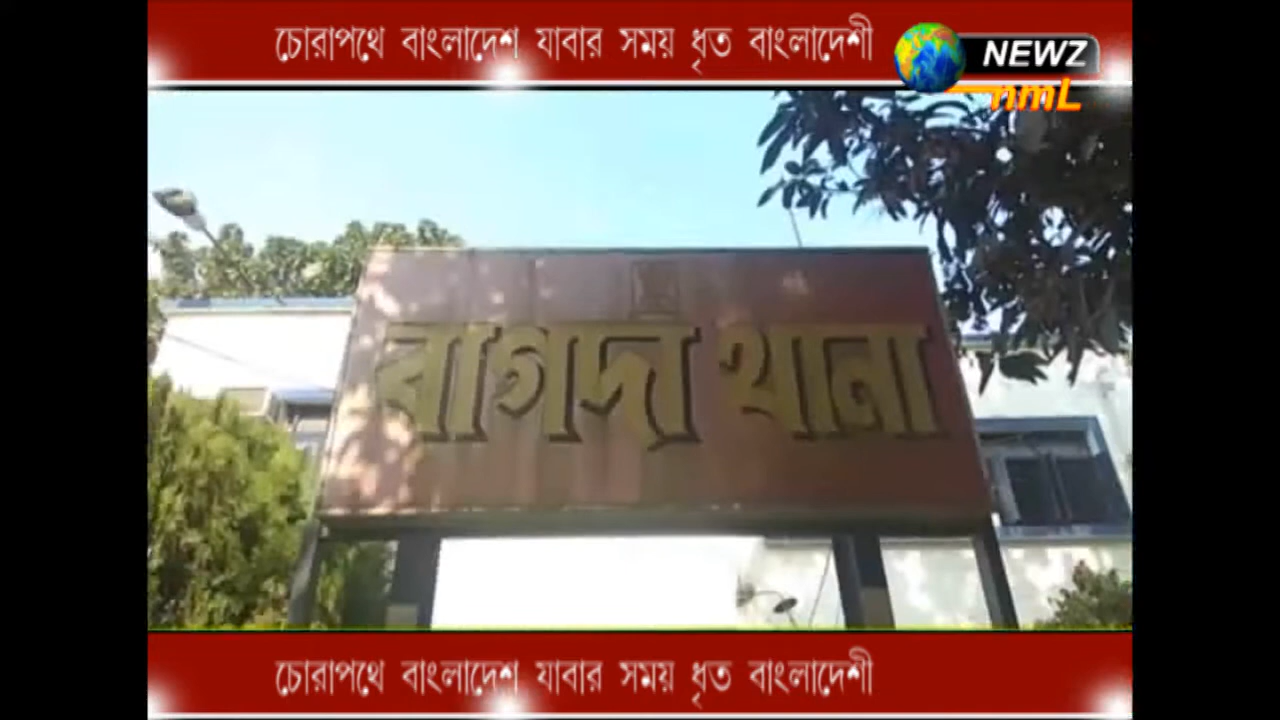 চোরাপথে বাংলাদেশ যাবার সময় ধৃত বাংলাদেশী
NEWZ
nmL
বাগদা থানা
চোরাপথে বাংলাদেশ যাবার সময় ধৃত বাংলাদেশী